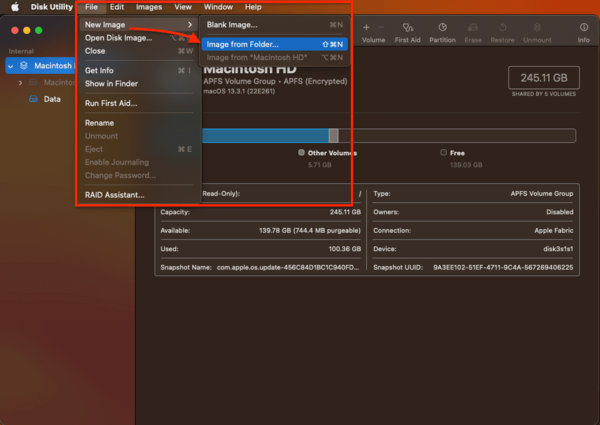 Disk Utility File Edit Images View Window Help
New Image
Open Disk Image...
Close ⌘W
Get Info ⌘ I
Show in Finder
Run First Aid...
Rename
Unmount
Eject ⌘ E
Enable Journaling
Change Password...
RAID Assistant...
Blank Image... ⌘N
Image from Folder... ⇧⌘N
Image from "Macintosh HD" ⌥⌘N
Internal
Macintosh
Macintosh
Data
Volume First Aid Partition Erase Restore Unmount Info
Macintosh HD
APFS Volume Group • APFS (Encrypted)
macOS 13.3.1 (22E261)
245.11 GB
SHARED BY 5 VOLUMES
Other Volumes
5.71 GB
Free
139.03 GB
Read-Only): /
Type: APFS Volume Group
Capacity: 245.11 GB
Owners: Disabled
Available: 139.78 GB (744.4 MB purgeable)
Connection: Apple Fabric
Used: 100.36 GB
Device: disk3s1s1
Snapshot Name: com.apple.os.update-456C84D1BC1C940FD...
Snapshot UUID: 9A3EE102-51EF-4711-9C4A-567269406225